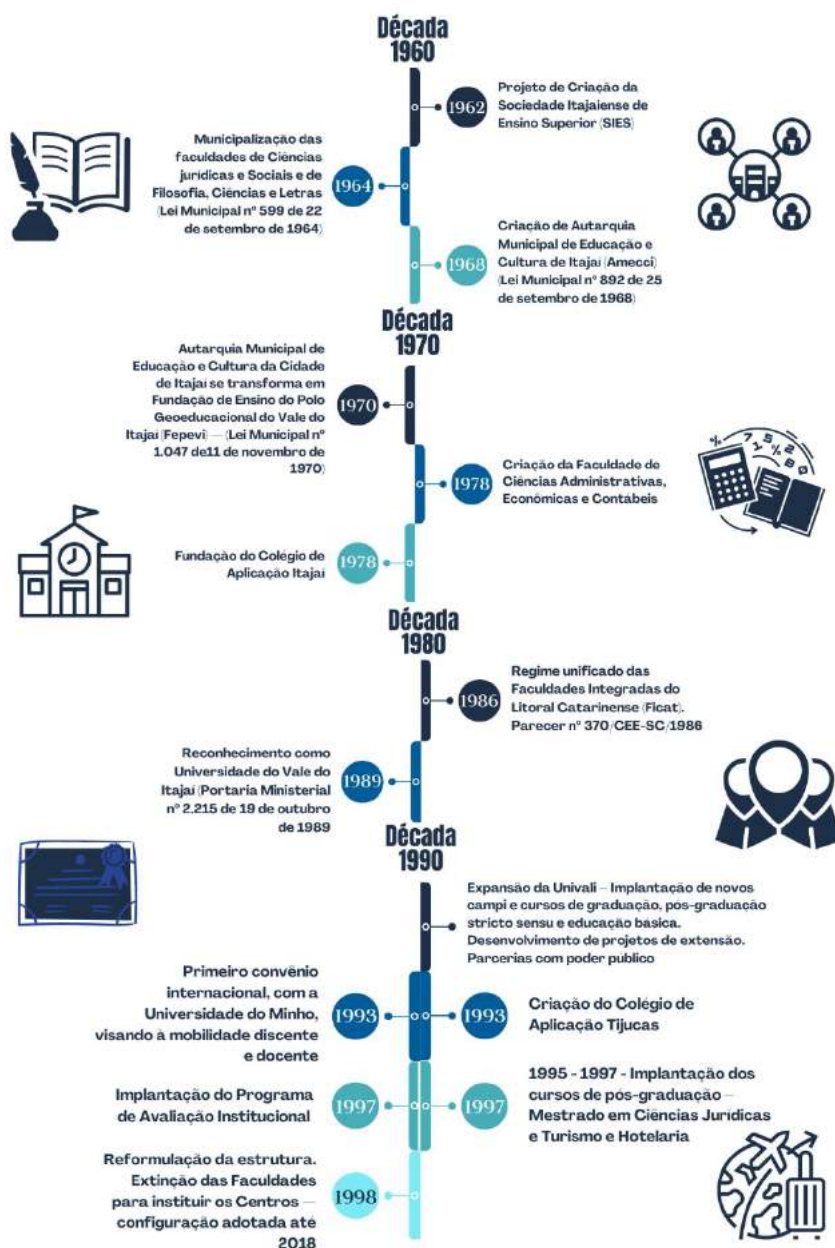 Década
1960
1962
Projeto de Criação da
Sociedade Itajaiense de
Ensino Superior (SIES)
Municipalização das
faculdades de Ciências
jurídicas e Sociais e de
Filosofia, Ciências e Letras
(Lei Municipal nº 599 de 22
de setembro de 1964)
1964
1968
Criação de Autarquia
Municipal de Educação e
Cultura de Itajaí (Amecci)
(Lei Municipal nº 892 de 25
de setembro de 1968)
Década
1970
Autarquia Municipal de
Educação e Cultura da Cidade
de Itajaí se transforma em
Fundação de Ensino do Polo
Geoeducacional do Vale do
Itajaí (Fepevi) — (Lei Municipal nº
1.047 de11 de novembro de
1970)
1970
1978
Criação da Faculdade de
Ciências Administrativas,
Econômicas e Contábeis
Fundação do Colégio de
Aplicação Itajaí
1978
Década
1980
1986
Regime unificado das
Faculdades Integradas do
Litoral Catarinense (Ficat).
Parecer nº 370/CEE-SC/1986
Reconhecimento como
Universidade do Vale do
Itajaí (Portaria Ministerial
nº 2.215 de 19 de outubro
de 1989
1989
Década
1990
Expansão da Univali – Implantação de novos
campi e cursos de graduação, pós-graduação
stricto sensu e educação básica.
Desenvolvimento de projetos de extensão.
Parcerias com poder publico
Primeiro convênio
internacional, com a
Universidade do Minho,
visando à mobilidade discente
e docente
1993
1993
Criação do Colégio de
Aplicação Tijucas
Implantação do Programa
de Avaliação Institucional
1997
1997
1995 - 1997 - Implantação dos
cursos de pós-graduação –
Mestrado em Ciências Jurídicas
e Turismo e Hotelaria
Reformulação da estrutura.
Extinção das Faculdades
para instituir os Centros —
configuração adotada até
2018
1998